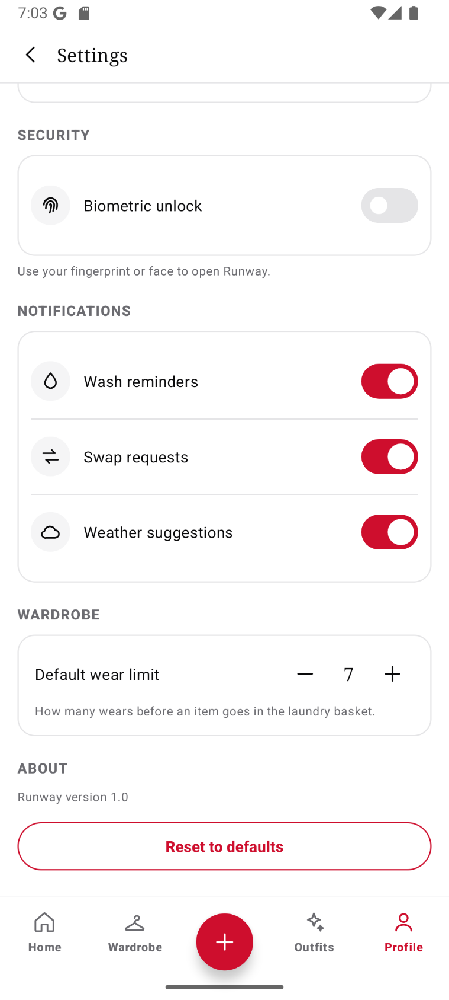 7:03
Settings
SECURITY
Biometric unlock
Use your fingerprint or face to open Runway.
NOTIFICATIONS
Wash reminders
Swap requests
Weather suggestions
WARDROBE
Default wear limit
7
How many wears before an item goes in the laundry basket.
ABOUT
Runway version 1.0
Reset to defaults
Home
Wardrobe
Outfits
Profile